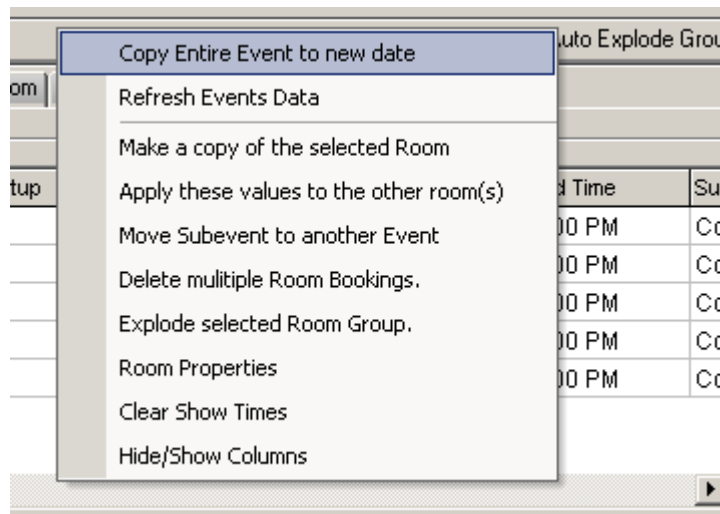 Auto Explode Grou
Copy Entire Event to new date
om
Refresh Events Data
Make a copy of the selected Room
tup
Apply these values to the other room(s)
d Time
Su
Move Subevent to another Event
00 PM
Co
Delete mulitiple Room Bookings.
00 PM
Co
Explode selected Room Group.
00 PM
Co
00 PM
Co
Room Properties
00 PM
Co
Clear Show Times
Hide/Show Columns